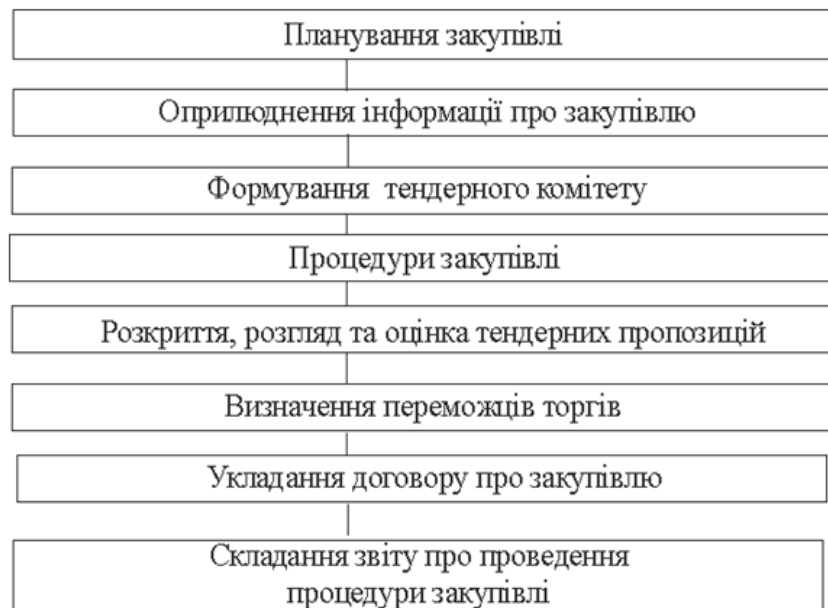 Планування закупівлі
Оприлюднення інформації про закупівлю
Формування тендерного комітету
Процедури закупівлі
Розкриття, розгляд та оцінка тендерних пропозицій
Визначення переможців торгів
Укладання договору про закупівлю
Складання звіту про проведення
процедури закупівлі